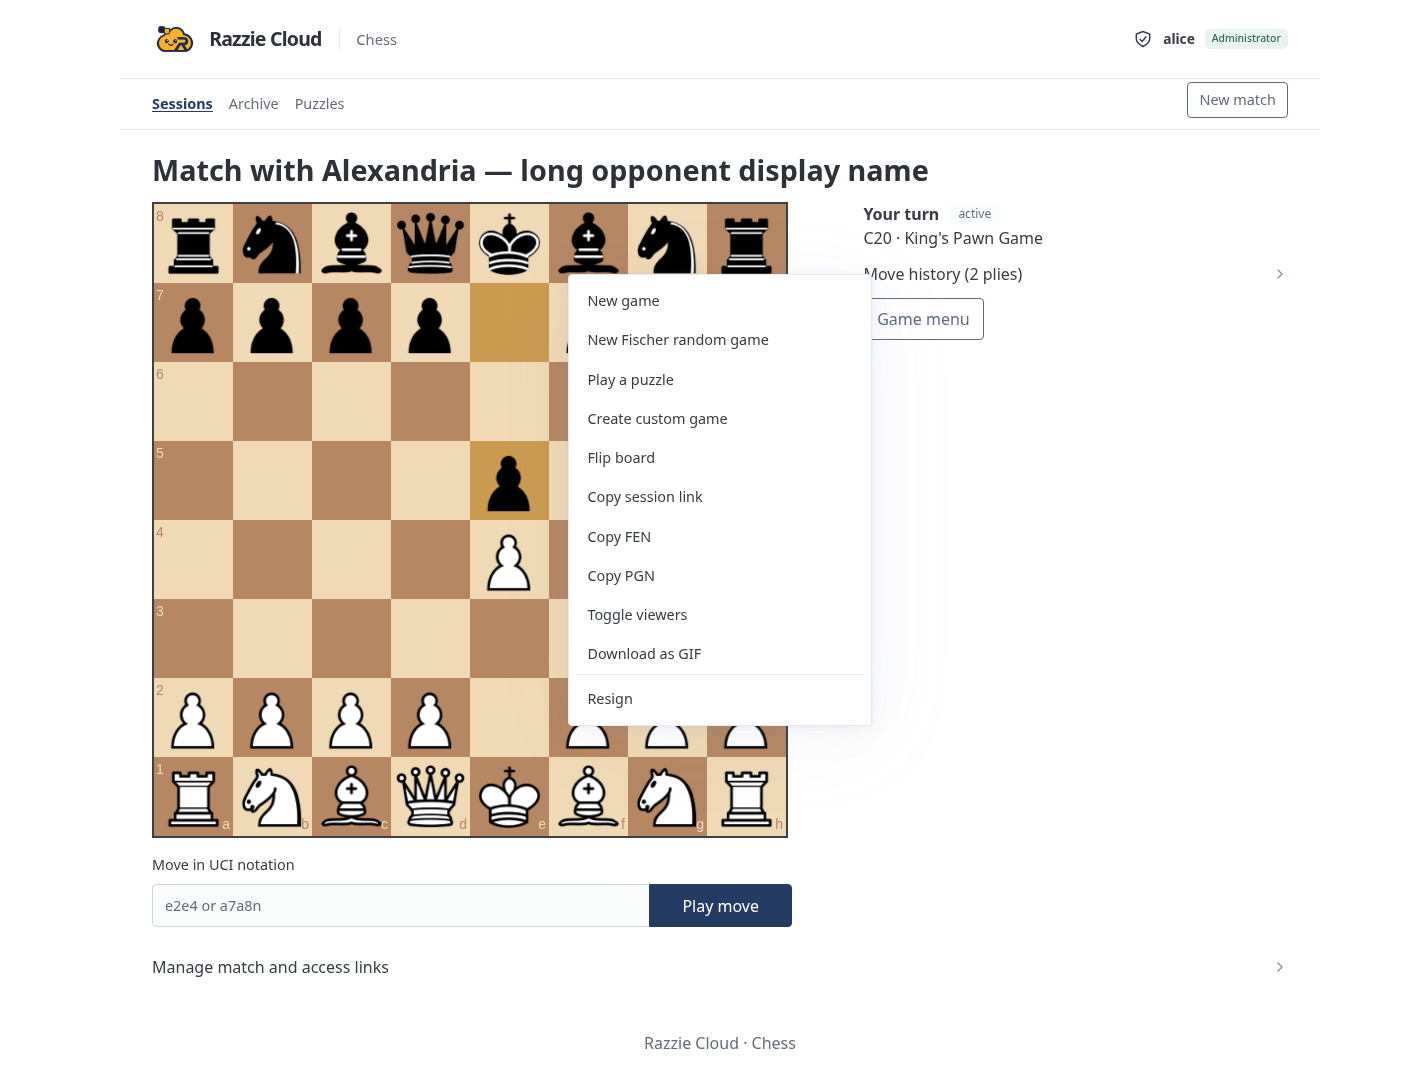 Razzie Cloud
Chess
alice
Administrator
Sessions
Archive
Puzzles
New match
Match with Alexandria — long opponent display name
8
7
6
5
4
3
2
1
a
b
c
d
e
f
g
h
Your turn
active
C20 · King's Pawn Game
Move history (2 plies)
Game menu
New game
New Fischer random game
Play a puzzle
Create custom game
Flip board
Copy session link
Copy FEN
Copy PGN
Toggle viewers
Download as GIF
Resign
Move in UCI notation
e2e4 or a7a8n
Play move
Manage match and access links
Razzie Cloud · Chess